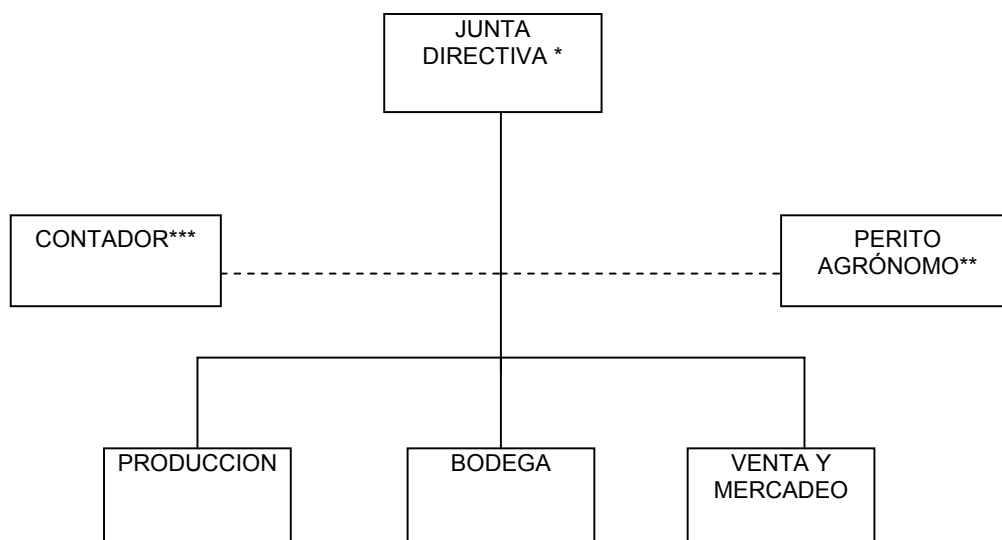 JUNTA
DIRECTIVA *
CONTADOR***
PERITO
AGRÓNOMO**
PRODUCCION
BODEGA
VENTA Y
MERCADEO